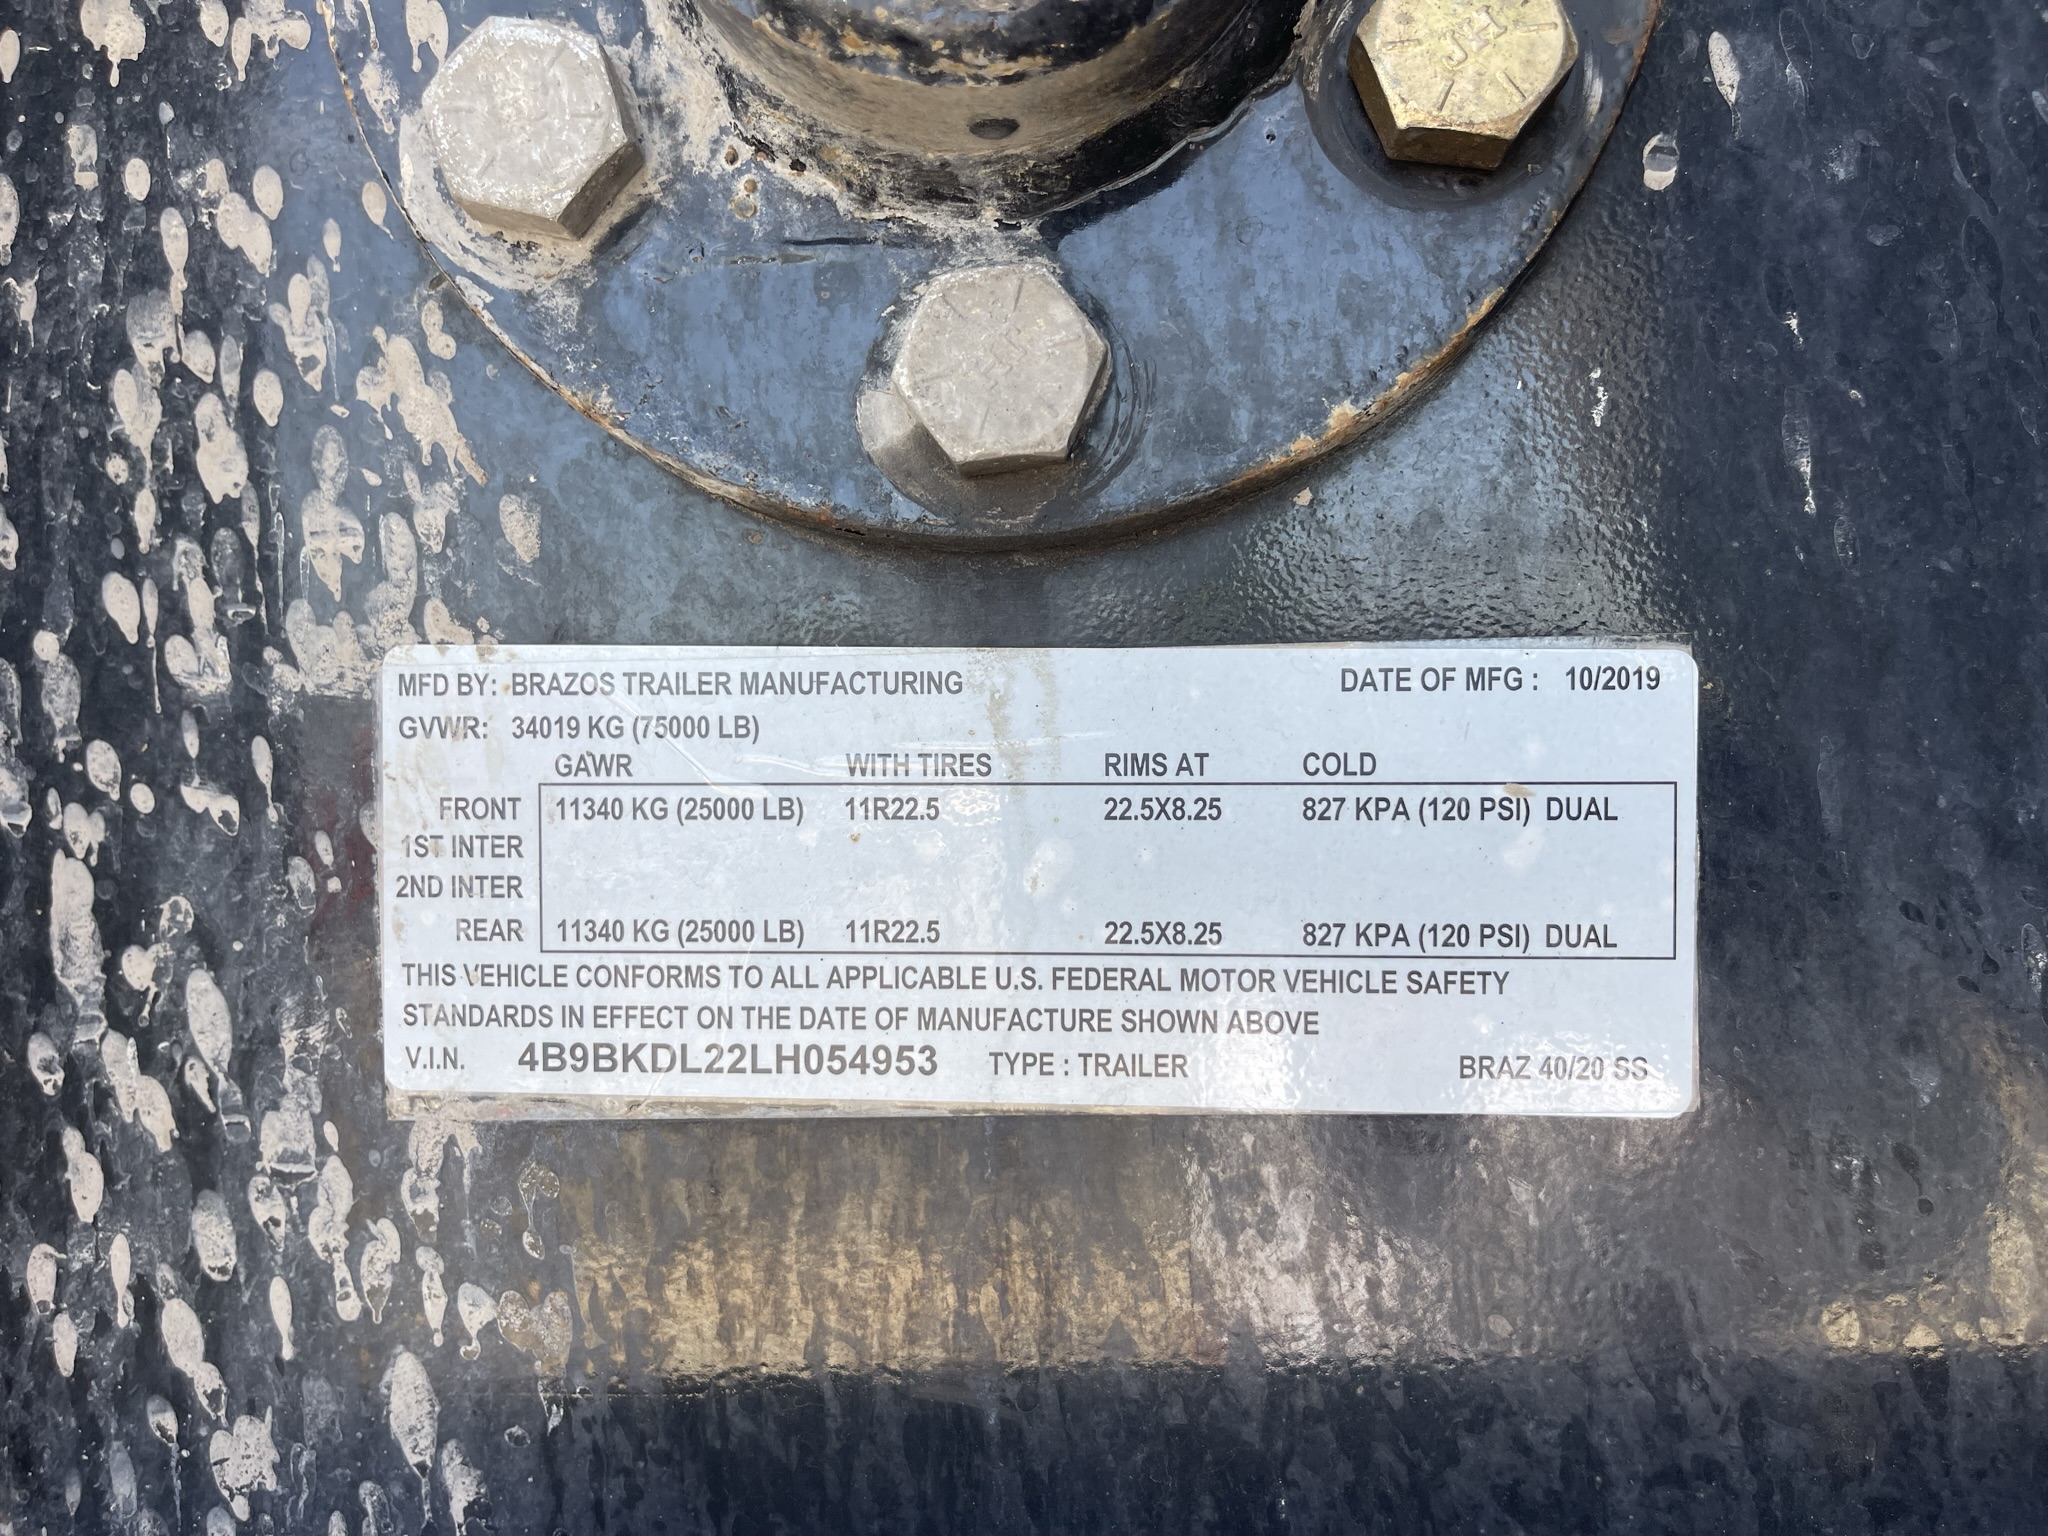 MFD BY: BRAZOS TRAILER MANUFACTURING DATE OF MFG : 10/2019
GVWR: 34019 KG (75000 LB)
GAWR WITH TIRES RIMS AT COLD
FRONT 11340 KG (25000 LB) 11R22.5 22.5X8.25 827 KPA (120 PSI) DUAL
1ST INTER
2ND INTER
REAR 11340 KG (25000 LB) 11R22.5 22.5X8.25 827 KPA (120 PSI) DUAL
THIS VEHICLE CONFORMS TO ALL APPLICABLE U.S. FEDERAL MOTOR VEHICLE SAFETY
STANDARDS IN EFFECT ON THE DATE OF MANUFACTURE SHOWN ABOVE
V.I.N. 4B9BKDL22LH054953 TYPE : TRAILER BRAZ 40/20 SS